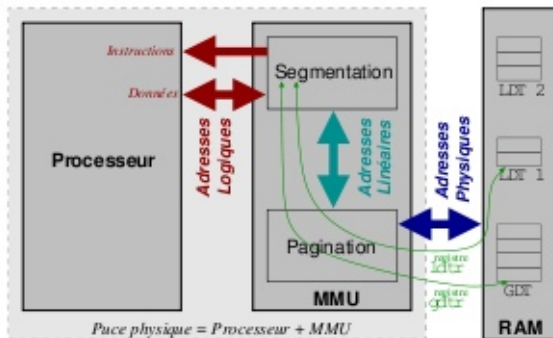 Instructions
Données
Processeur
Adresses
Logiques
Segmentation
Adresses
Linéaires
Pagination
MMU
Adresses
Physiques
registre
ldtr
registre
gdtr
LDT 2
LDT 1
GDT
RAM
Puce physique = Processeur + MMU